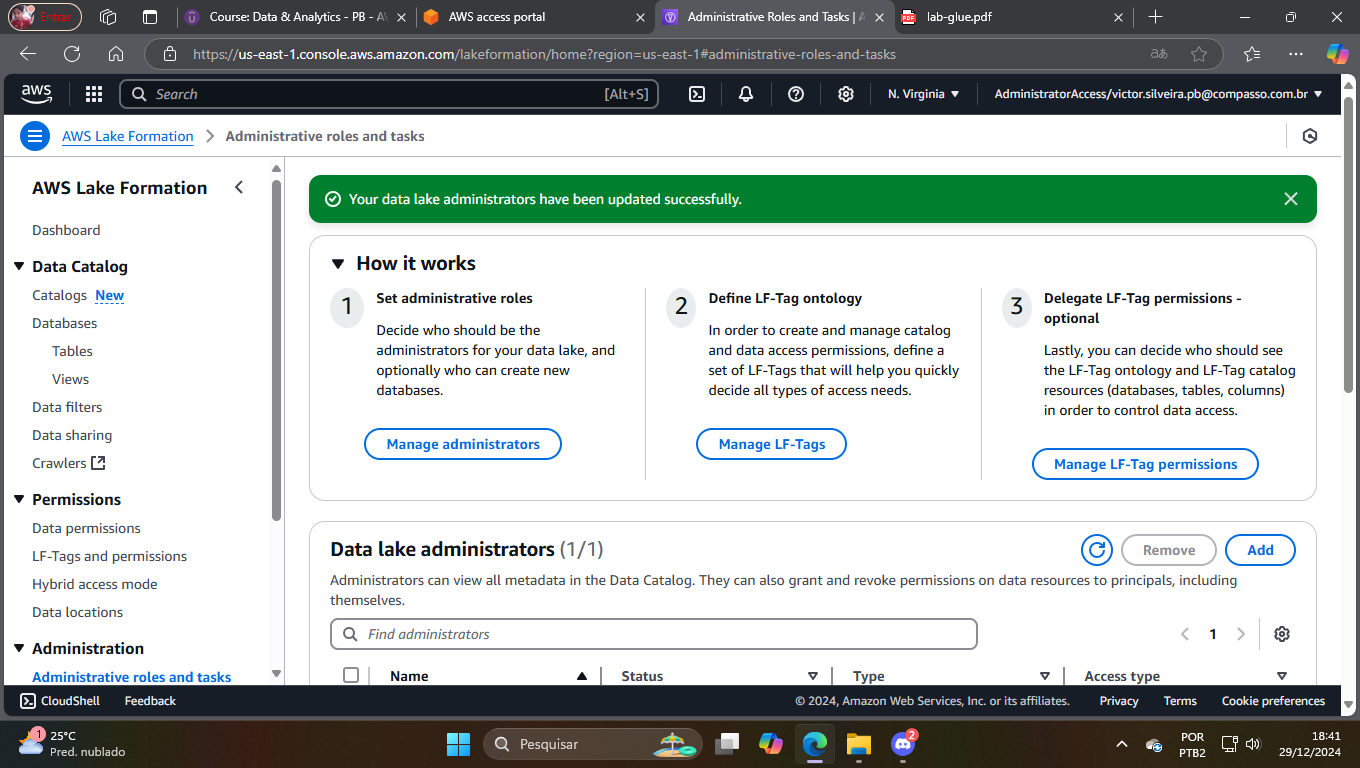 Entrar
Course: Data & Analytics - PB - AW
AWS access portal
Administrative Roles and Tasks | A
lab-glue.pdf
https://us-east-1.console.aws.amazon.com/lakeformation/home?region=us-east-1#administrative-roles-and-tasks
aws
Search
[Alt+S]
N. Virginia
AdministratorAccess/victor.silveira.pb@compasso.com.br
AWS Lake Formation
Administrative roles and tasks
AWS Lake Formation
Dashboard
Data Catalog
Catalogs New
Databases
Tables
Views
Data filters
Data sharing
Crawlers
Permissions
Data permissions
LF-Tags and permissions
Hybrid access mode
Data locations
Administration
Administrative roles and tasks
Your data lake administrators have been updated successfully.
How it works
1
Set administrative roles
Decide who should be the
administrators for your data lake, and
optionally who can create new
databases.
Manage administrators
2
Define LF-Tag ontology
In order to create and manage catalog
and data access permissions, define a
set of LF-Tags that will help you quickly
decide all types of access needs.
Manage LF-Tags
3
Delegate LF-Tag permissions -
optional
Lastly, you can decide who should see
the LF-Tag ontology and LF-Tag catalog
resources (databases, tables, columns)
in order to control data access.
Manage LF-Tag permissions
Data lake administrators (1/1)
Remove
Add
Administrators can view all metadata in the Data Catalog. They can also grant and revoke permissions on data resources to principals, including
themselves.
Find administrators
1
Name
Status
Type
Access type
CloudShell
Feedback
© 2024, Amazon Web Services, Inc. or its affiliates.
Privacy
Terms
Cookie preferences
1
25°C
Pred. nublado
Pesquisar
2
POR
PTB2
18:41
29/12/2024